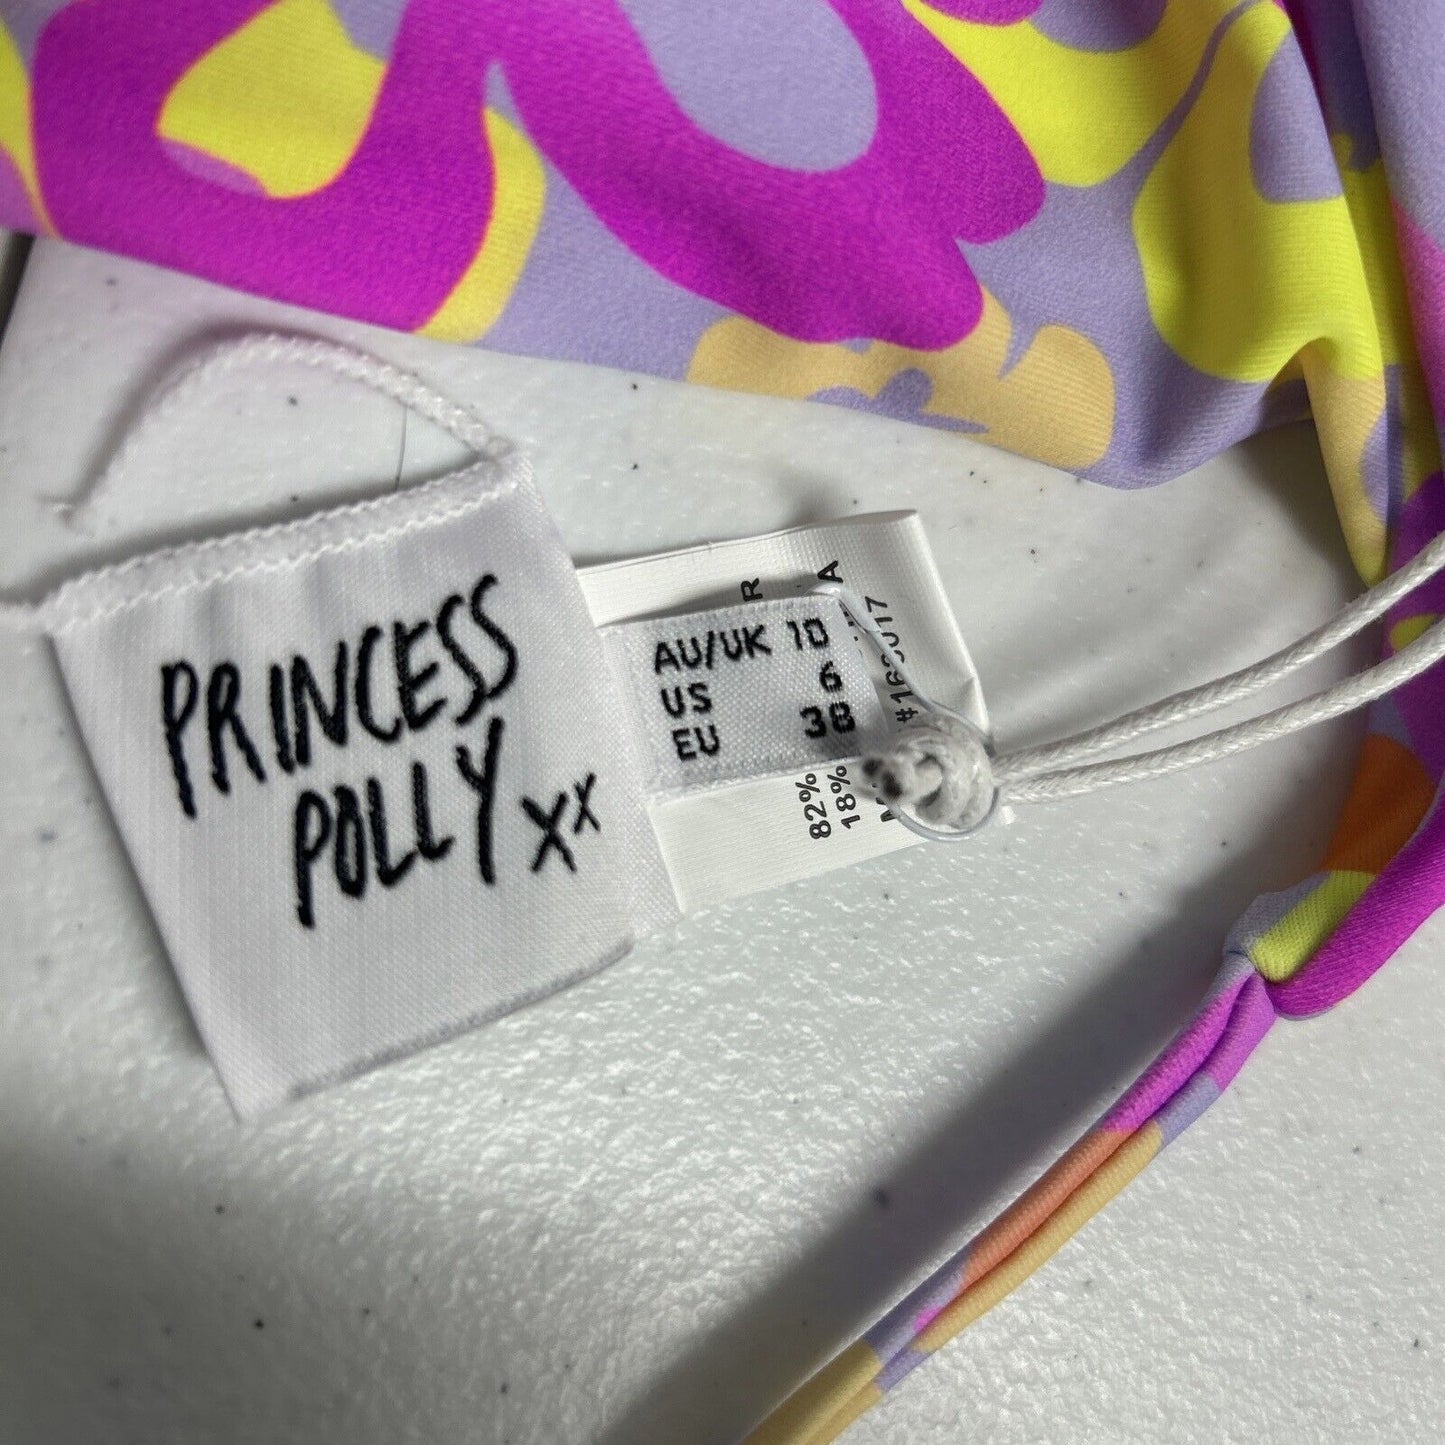 PRINCESS
POLLY xx
AU/UK 10
US 6
EU 38
82%
18%